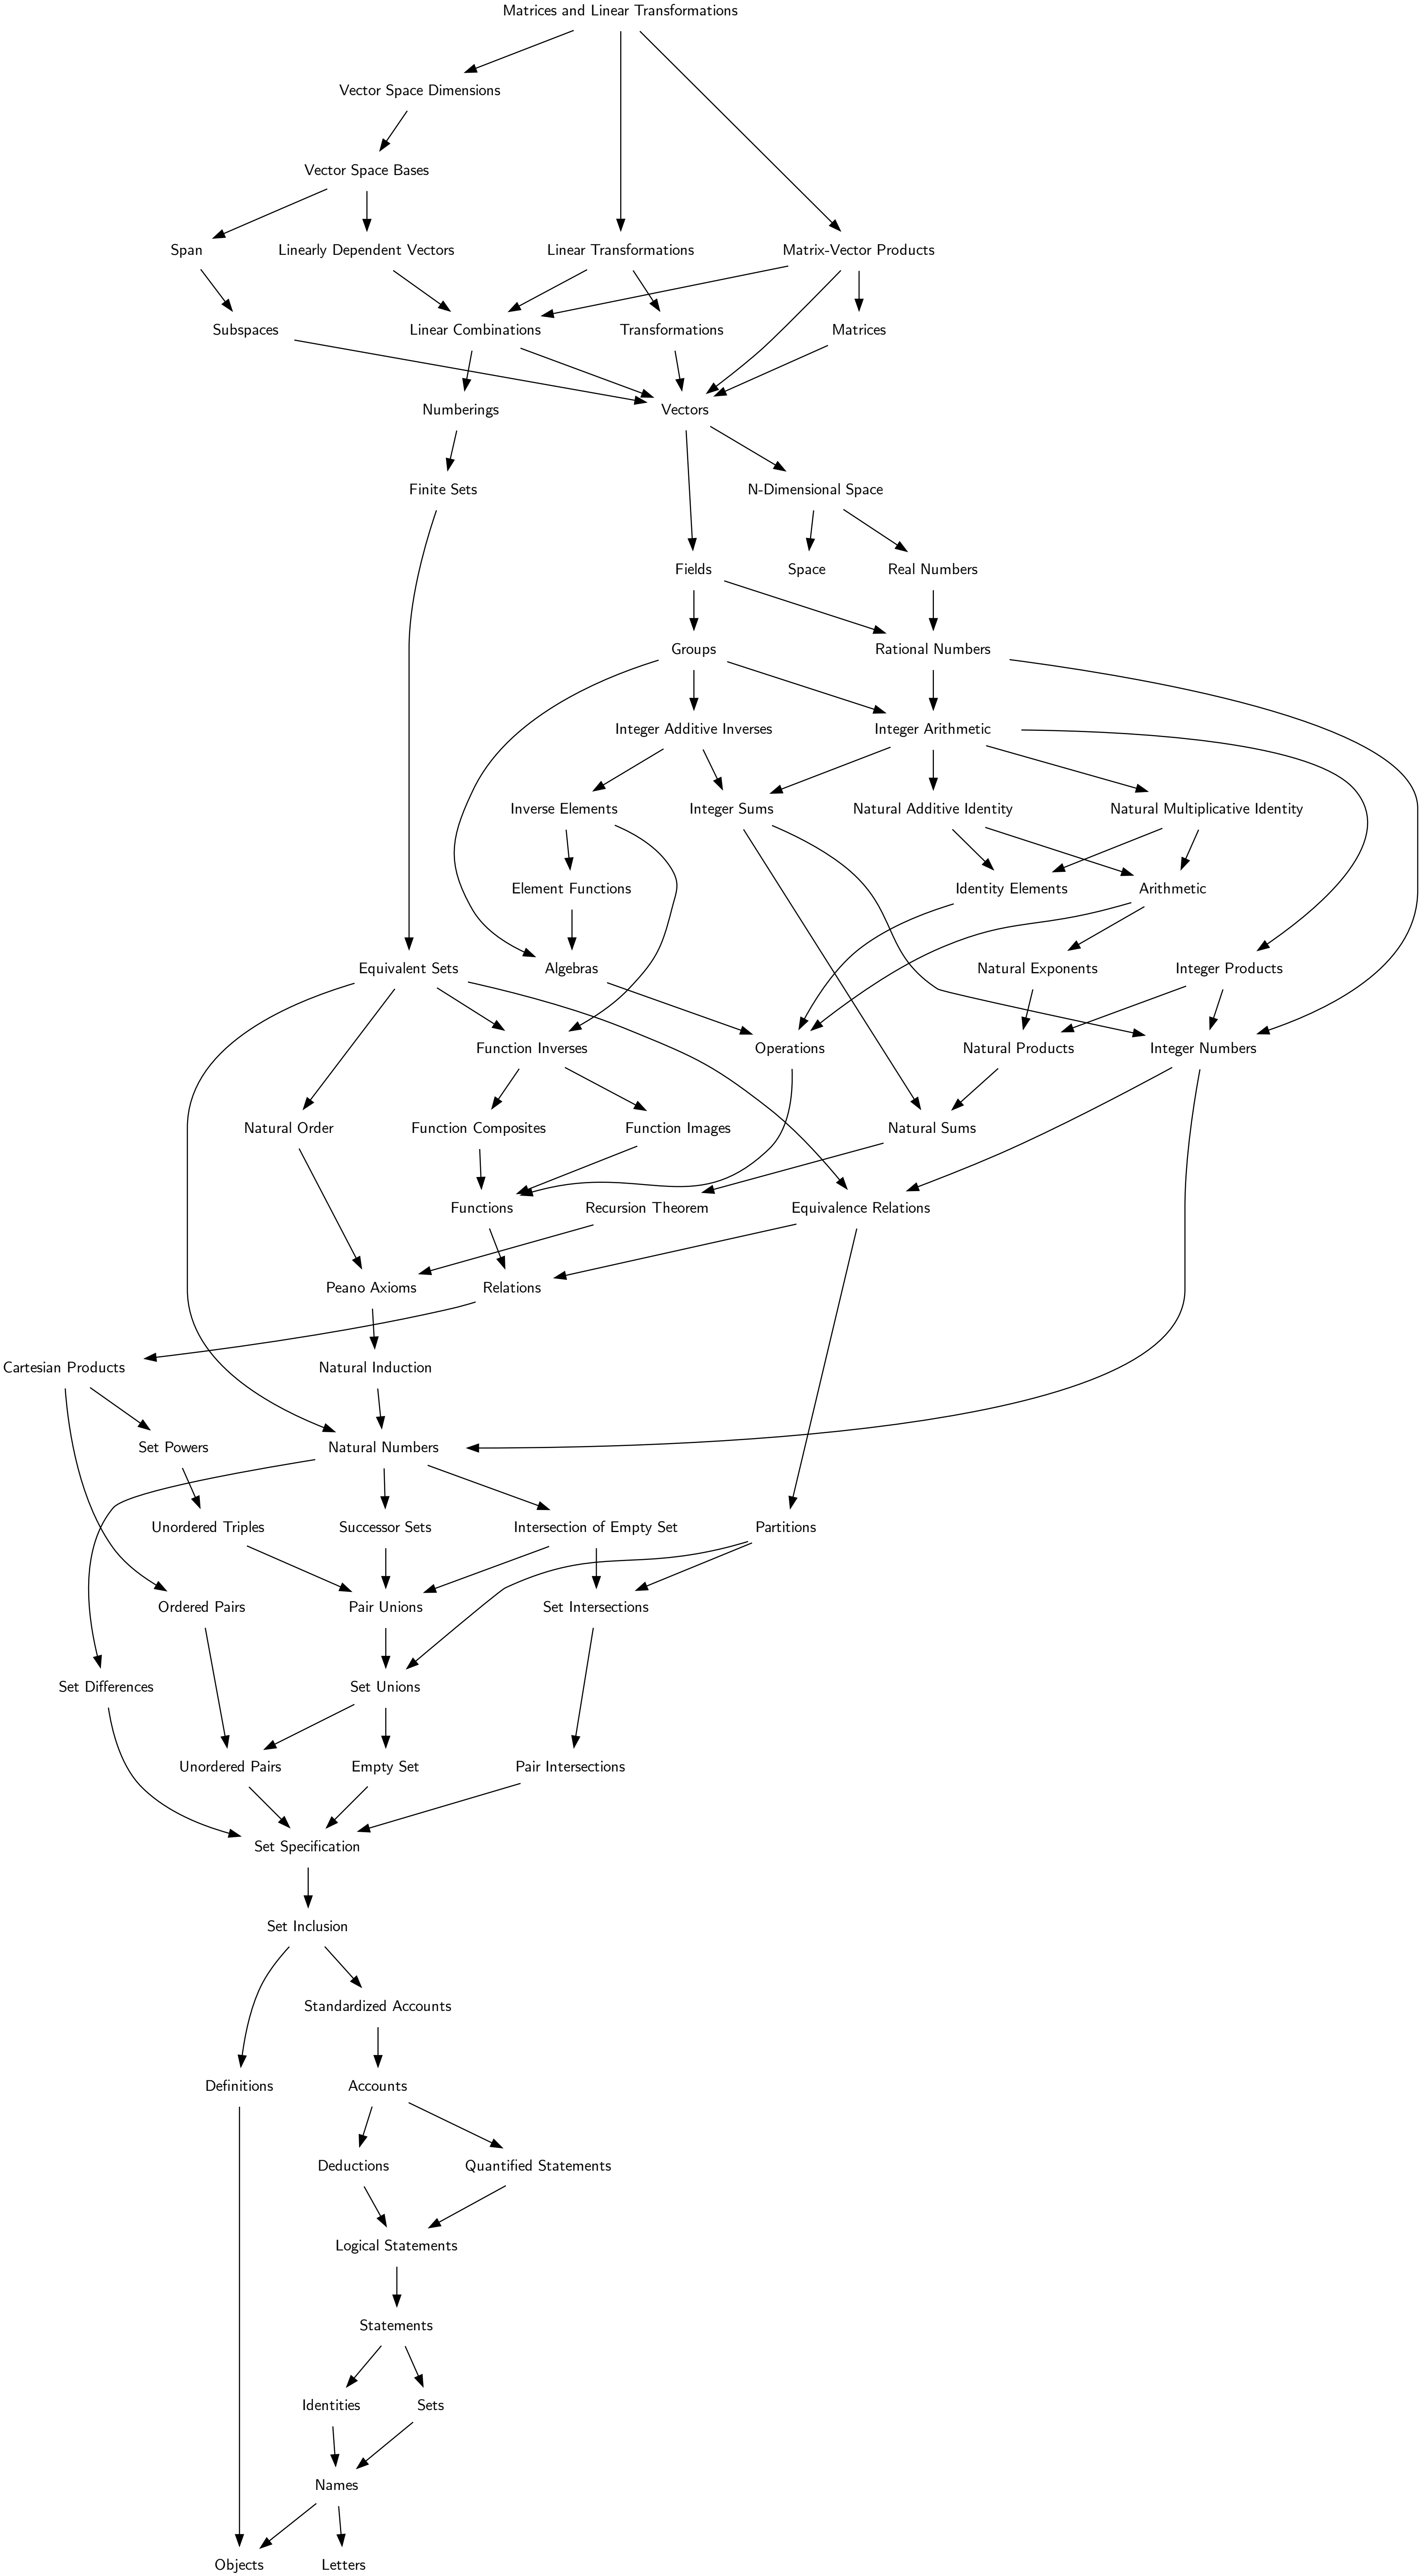 Matrices and Linear Transformations
Vector Space Dimensions
Vector Space Bases
Span
Linearly Dependent Vectors
Linear Transformations
Matrix-Vector Products
Subspaces
Linear Combinations
Transformations
Matrices
Numberings
Vectors
Finite Sets
N-Dimensional Space
Fields
Space
Real Numbers
Groups
Rational Numbers
Integer Additive Inverses
Integer Arithmetic
Inverse Elements
Integer Sums
Natural Additive Identity
Natural Multiplicative Identity
Element Functions
Identity Elements
Arithmetic
Equivalent Sets
Algebras
Natural Exponents
Integer Products
Function Inverses
Operations
Natural Products
Integer Numbers
Natural Order
Function Composites
Function Images
Natural Sums
Functions
Recursion Theorem
Equivalence Relations
Peano Axioms
Relations
Cartesian Products
Natural Induction
Set Powers
Natural Numbers
Unordered Triples
Successor Sets
Intersection of Empty Set
Partitions
Ordered Pairs
Pair Unions
Set Intersections
Set Differences
Set Unions
Unordered Pairs
Empty Set
Pair Intersections
Set Specification
Set Inclusion
Standardized Accounts
Definitions
Accounts
Deductions
Quantified Statements
Logical Statements
Statements
Identities
Sets
Names
Objects
Letters